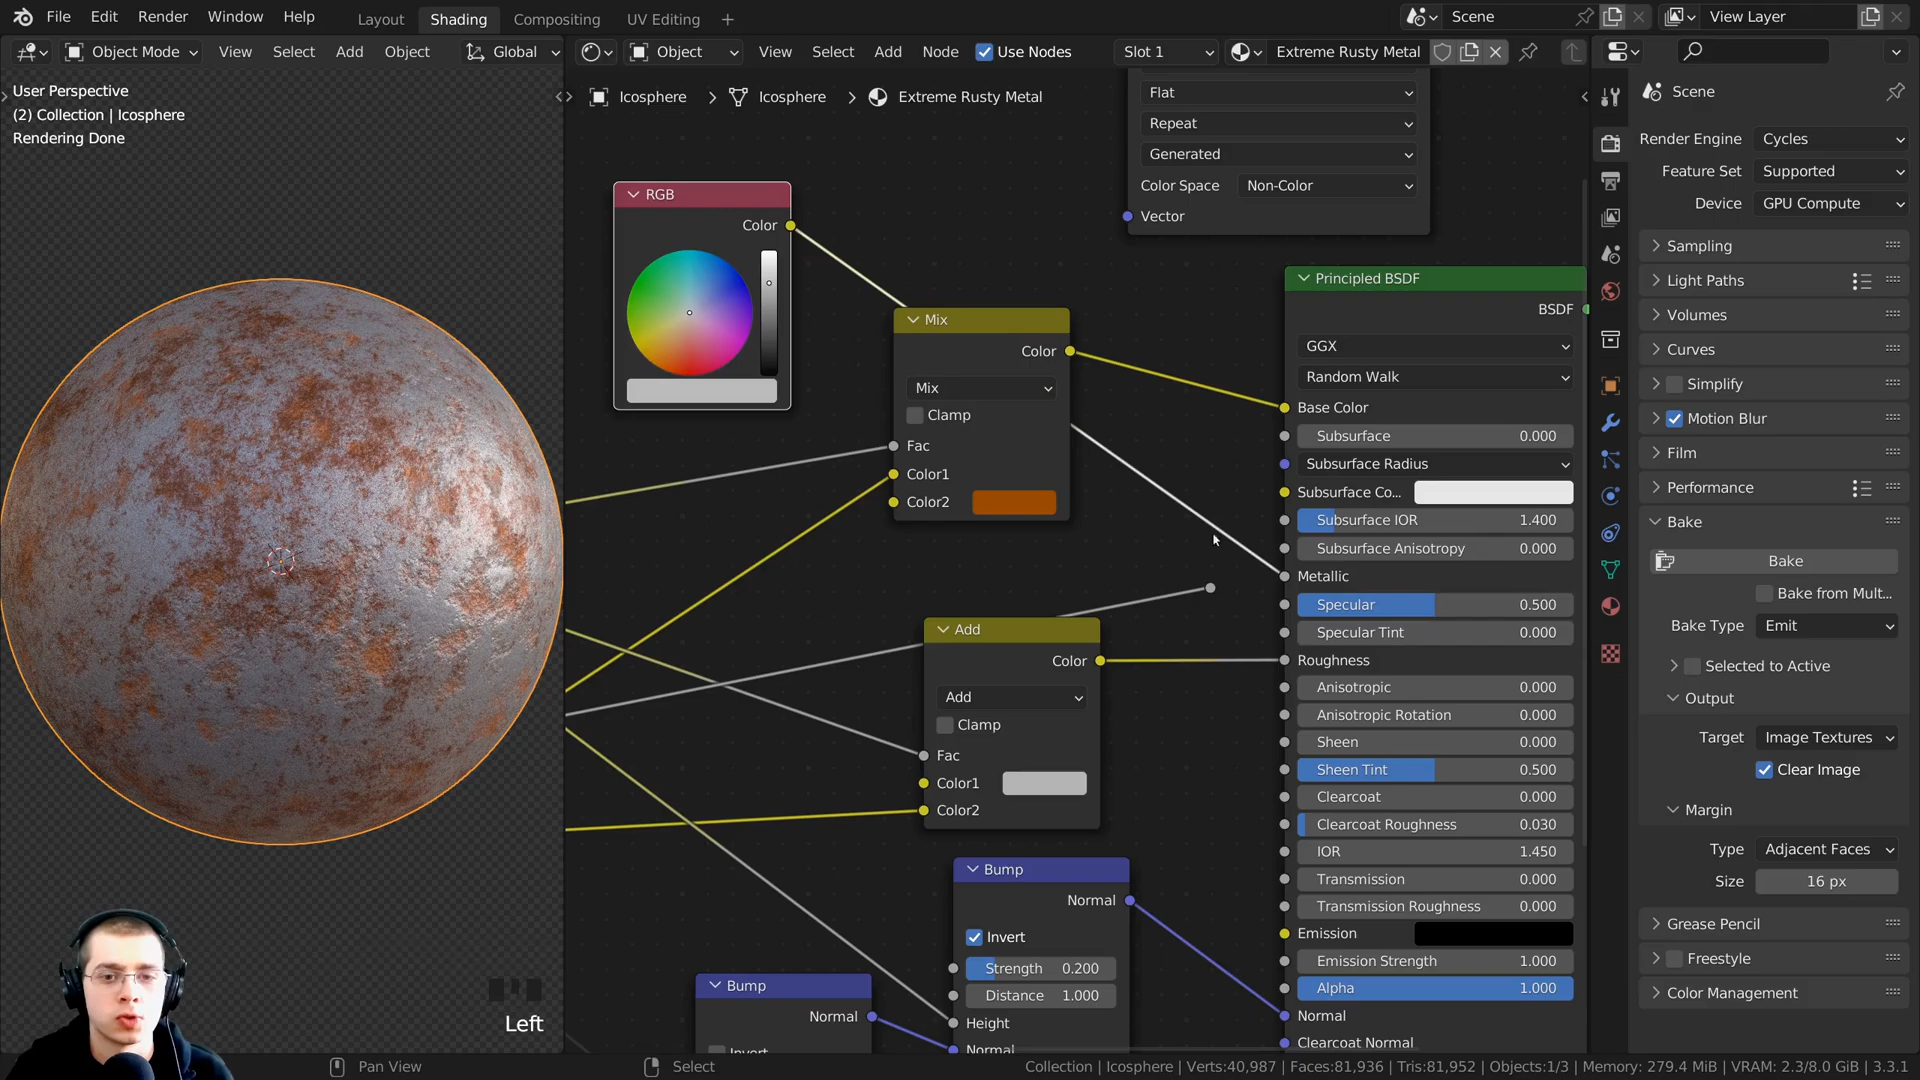 File Edit Render Window Help Layout Shading Compositing UV Editing + Scene View Layer
Object Mode View Select Add Object Global Object View Select Add Node Use Nodes Slot 1 Extreme Rusty Metal
User Perspective
(2) Collection | Icosphere
Rendering Done
Icosphere > Icosphere > Extreme Rusty Metal
Flat
Repeat
Generated
Color Space Non-Color
Vector
RGB
Color
Mix
Color
Mix
Clamp
Fac
Color1
Color2
Add
Color
Add
Clamp
Fac
Color1
Color2
Bump
Normal
Invert
Strength 0.200
Distance 1.000
Height
Normal
Bump
Normal
Invert
Principled BSDF
BSDF
GGX
Random Walk
Base Color
Subsurface 0.000
Subsurface Radius
Subsurface Co...
Subsurface IOR 1.400
Subsurface Anisotropy 0.000
Metallic
Specular 0.500
Specular Tint 0.000
Roughness
Anisotropic 0.000
Anisotropic Rotation 0.000
Sheen 0.000
Sheen Tint 0.500
Clearcoat 0.000
Clearcoat Roughness 0.030
IOR 1.450
Transmission 0.000
Transmission Roughness 0.000
Emission
Emission Strength 1.000
Alpha 1.000
Normal
Clearcoat Normal
Scene
Render Engine Cycles
Feature Set Supported
Device GPU Compute
Sampling
Light Paths
Volumes
Curves
Simplify
Motion Blur
Film
Performance
Bake
Bake
Bake from Mult...
Bake Type Emit
Selected to Active
Output
Target Image Textures
Clear Image
Margin
Type Adjacent Faces
Size 16 px
Grease Pencil
Freestyle
Color Management
Left
Pan View Select Collection | Icosphere | Verts:40,987 | Faces:81,936 | Tris:81,952 | Objects:1/3 | Memory: 279.4 MiB | VRAM: 2.3/8.0 GiB | 3.3.1